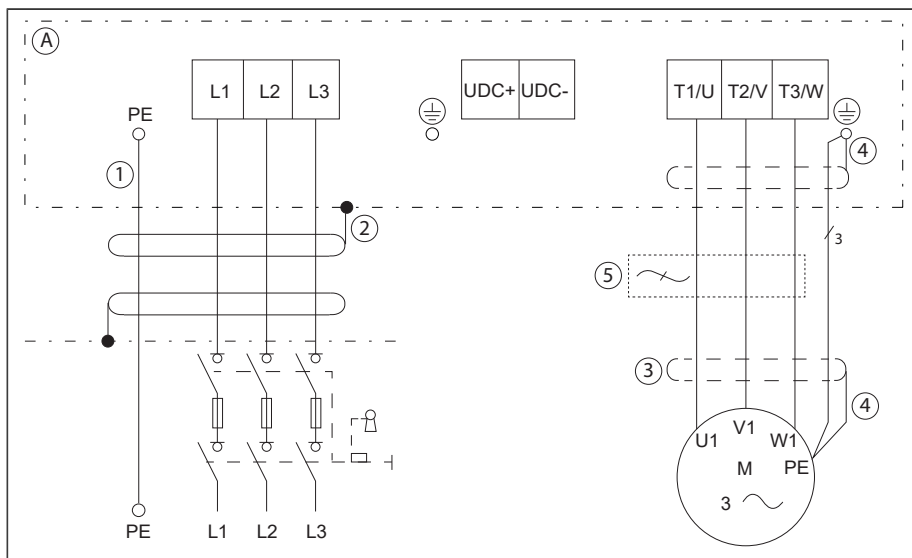 A
L1 L2 L3 UDC+ UDC- T1/U T2/V T3/W
PE
1
4
2
3
5
3
4
U1 V1 W1
M PE
3
PE L1 L2 L3